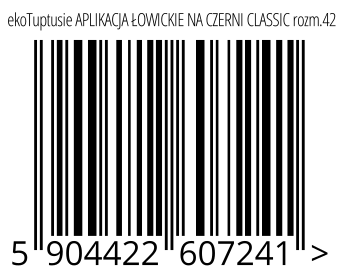 ekoTuptusie APLIKACJA ŁOWICKIE NA CZERNI CLASSIC rozm.42
5 904422 607241 >